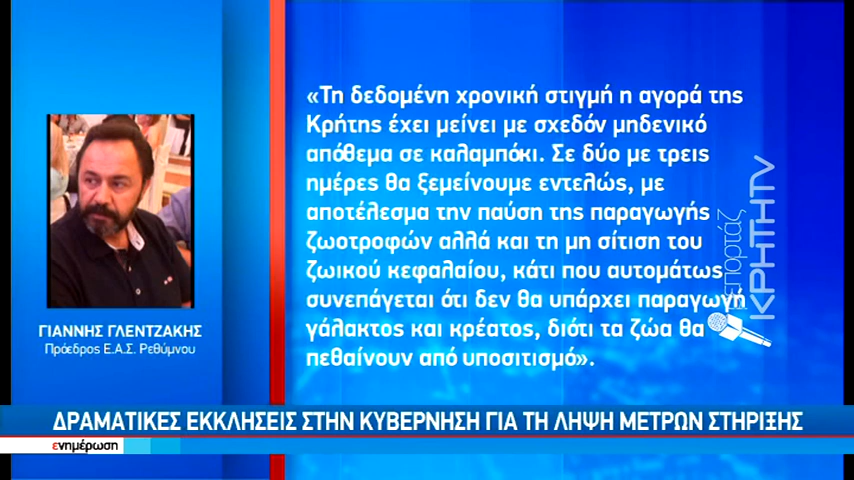 «Τη δεδομένη χρονική στιγμή η αγορά της
Κρήτης έχει μείνει με σχεδόν μηδενικό
απόθεμα σε καλαμπόκι. Σε δύο με τρεις
ημέρες θα ξεμείνουμε εντελώς, με
αποτέλεσμα την παύση της παραγωγής
ζωοτροφών αλλά και τη μη σίτιση του
ζωικού κεφαλαίου, κάτι που αυτομάτως
συνεπάγεται ότι δεν θα υπάρχει παραγωγή
γάλακτος και κρέατος, διότι τα ζώα θα
πεθαίνουν από υποσιτισμό».
ρεπορτάζ
ΚΡΗΤΗTV
ΓΙΑΝΝΗΣ ΓΛΕΝΤΖΑΚΗΣ
Πρόεδρος Ε.Α.Σ. Ρεθύμνου
ΔΡΑΜΑΤΙΚΕΣ ΕΚΚΛΗΣΕΙΣ ΣΤΗΝ ΚΥΒΕΡΝΗΣΗ ΓΙΑ ΤΗ ΛΗΨΗ ΜΕΤΡΩΝ ΣΤΗΡΙΞΗΣ
ενημέρωση